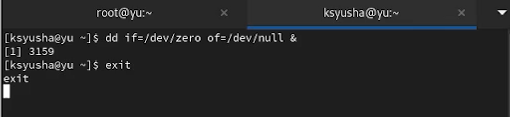 root@yu:~ ksyusha@yu:~
[ksyusha@yu ~]$ dd if=/dev/zero of=/dev/null &
[1] 3159
[ksyusha@yu ~]$ exit
exit